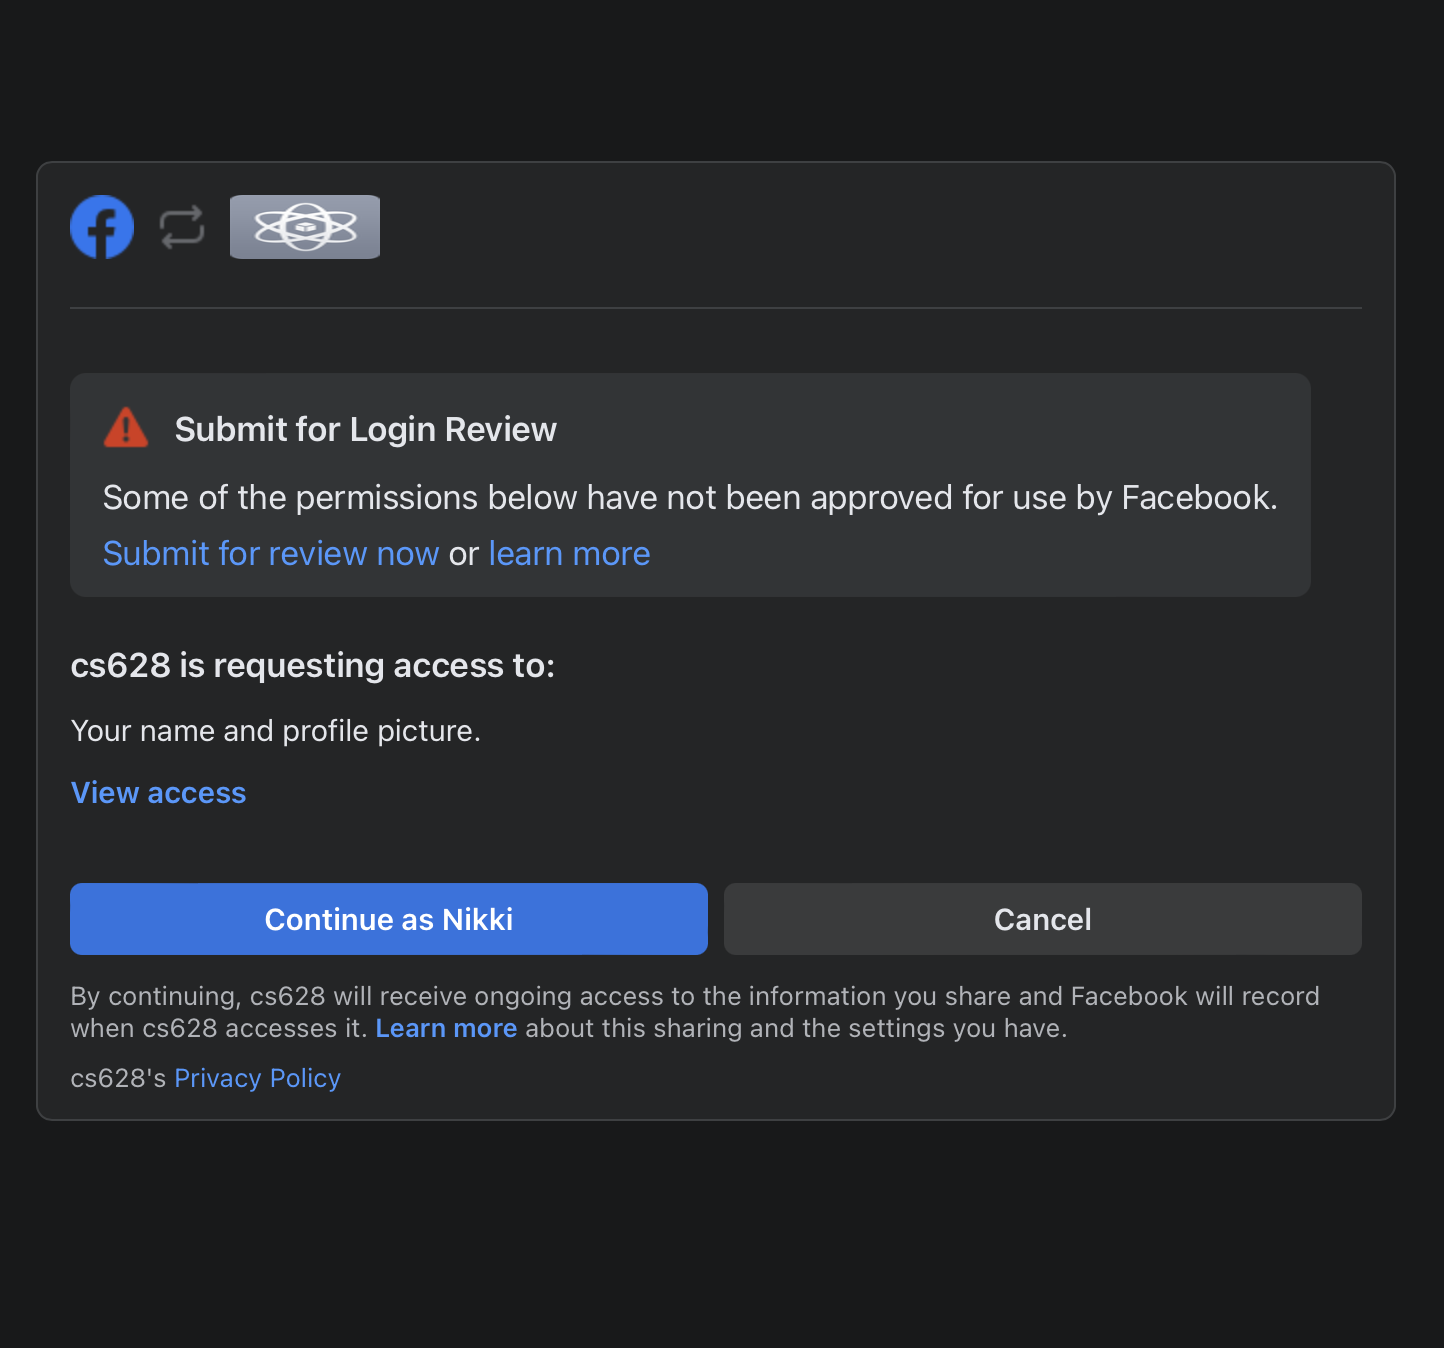 Submit for Login Review
Some of the permissions below have not been approved for use by Facebook.
Submit for review now or learn more
cs628 is requesting access to:
Your name and profile picture.
View access
Continue as Nikki
Cancel
By continuing, cs628 will receive ongoing access to the information you share and Facebook will record
when cs628 accesses it. Learn more about this sharing and the settings you have.
cs628's Privacy Policy